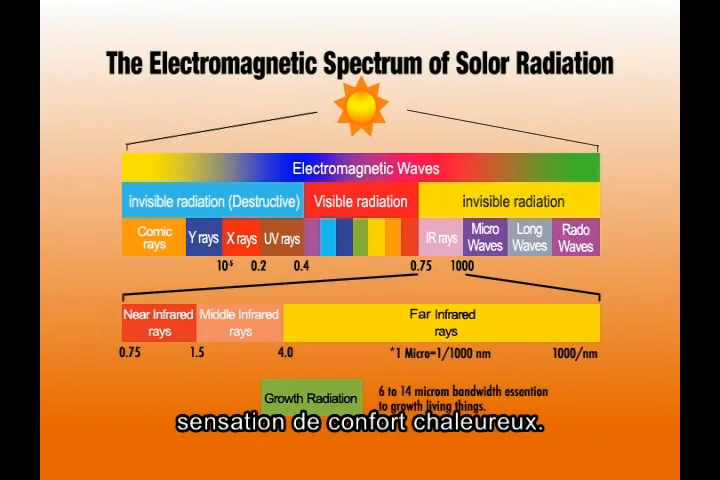 The Electromagnetic Spectrum of Solor Radiation
Electromagnetic Waves
invisible radiation (Destructive) Visible radiation invisible radiation
Comic rays Y rays X rays UV rays IR rays Micro Waves Long Waves Rado Waves
10⁻⁵ 0.2 0.4 0.75 1000
Near Infrared rays Middle Infrared rays Far Infrared rays
0.75 1.5 4.0 *1 Micro=1/1000 nm 1000/nm
Growth Radiation
6 to 14 microm bandwidth essention
to growth living things.
sensation de confort chaleureux.